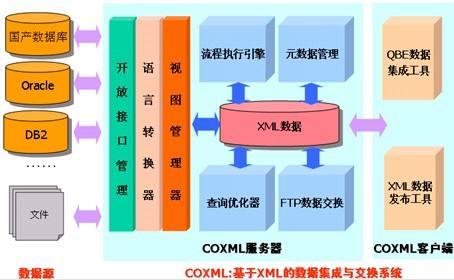 国产数据库
Oracle
DB2
......
文件
数据源
开放接口管理
语言转换器
视图管理器
流程执行引擎
元数据管理
XML数据
查询优化器
FTP数据交换
COXML服务器
QBE数据
集成工具
XML数据
发布工具
COXML客户端
COXML:基于XML的数据集成与交换系统